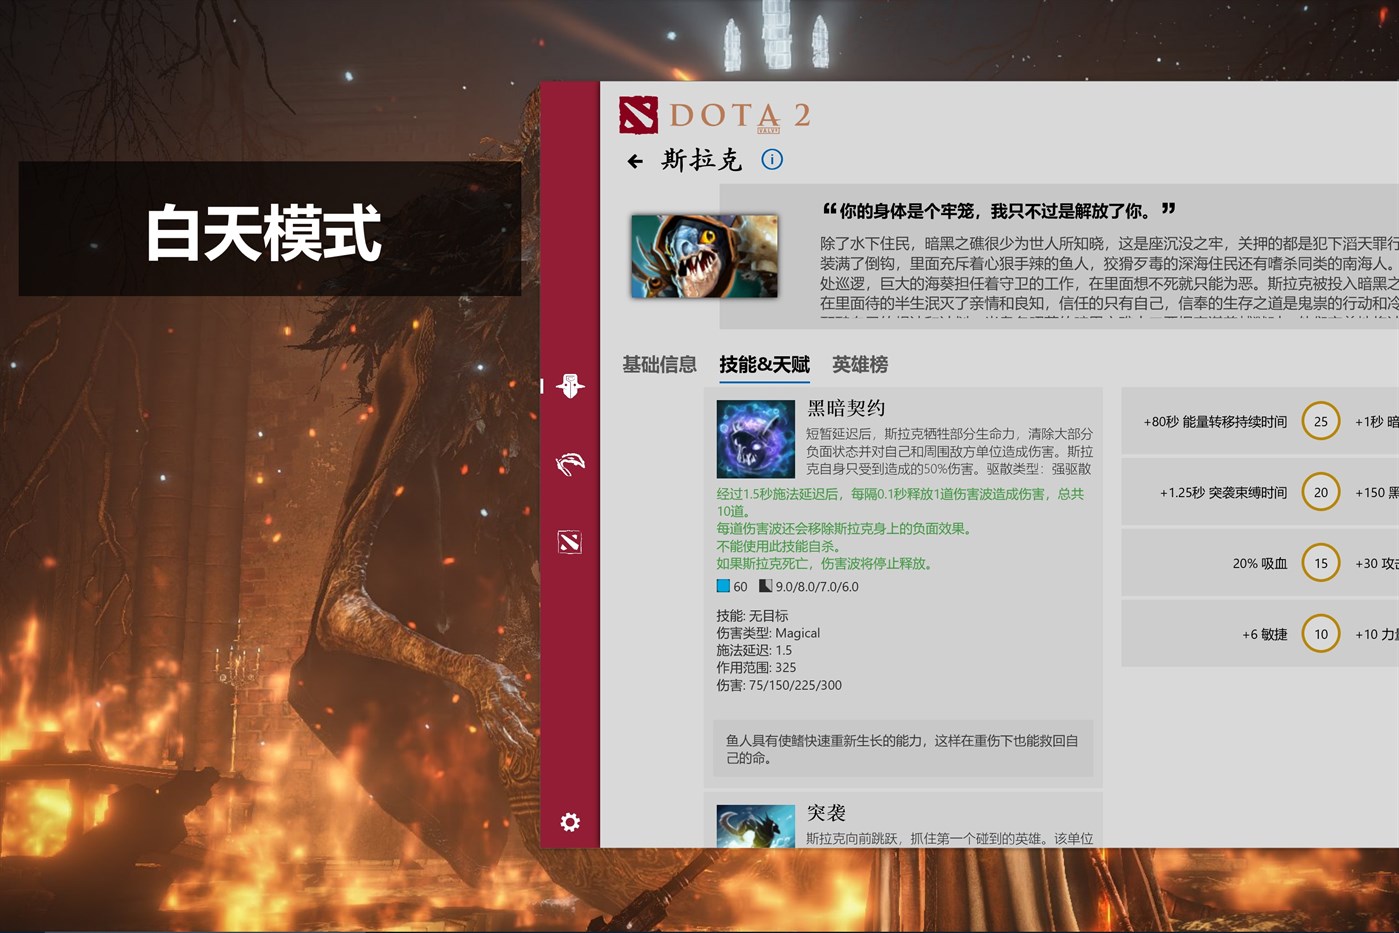 白天模式
DOTA 2
VALVE
斯拉克
“你的身体是个牢笼，我只不过是解放了你。”
除了水下住民，暗黑之礁很少为世人所知晓，这是座沉没之牢，关押的都是犯下滔天罪行
装满了倒钩，里面充斥着心狠手辣的鱼人，狡猾歹毒的深海住民还有嗜杀同类的南海人。
处巡逻，巨大的海葵担任着守卫的工作，在里面想不死就只能为恶。斯拉克被投入暗黑之
在里面待的半生泯灭了亲情和良知，信任的只有自己，信奉的生存之道是鬼祟的行动和冷
基础信息 技能&天赋 英雄榜
黑暗契约
短暂延迟后，斯拉克牺牲部分生命力，清除大部分
负面状态并对自己和周围敌方单位造成伤害。斯拉
克自身只受到造成的50%伤害。驱散类型：强驱散
经过1.5秒施法延迟后，每隔0.1秒释放1道伤害波造成伤害，总共
10道。
每道伤害波还会移除斯拉克身上的负面效果。
不能使用此技能自杀。
如果斯拉克死亡，伤害波将停止释放。
60 9.0/8.0/7.0/6.0
技能: 无目标
伤害类型: Magical
施法延迟: 1.5
作用范围: 325
伤害: 75/150/225/300
鱼人具有使鳍快速重新生长的能力，这样在重伤下也能救回自
己的命。
突袭
斯拉克向前跳跃，抓住第一个碰到的英雄。该单位
+80秒 能量转移持续时间 25 +1秒 暗
+1.25秒 突袭束缚时间 20 +150 黑
20% 吸血 15 +30 攻击
+6 敏捷 10 +10 力量